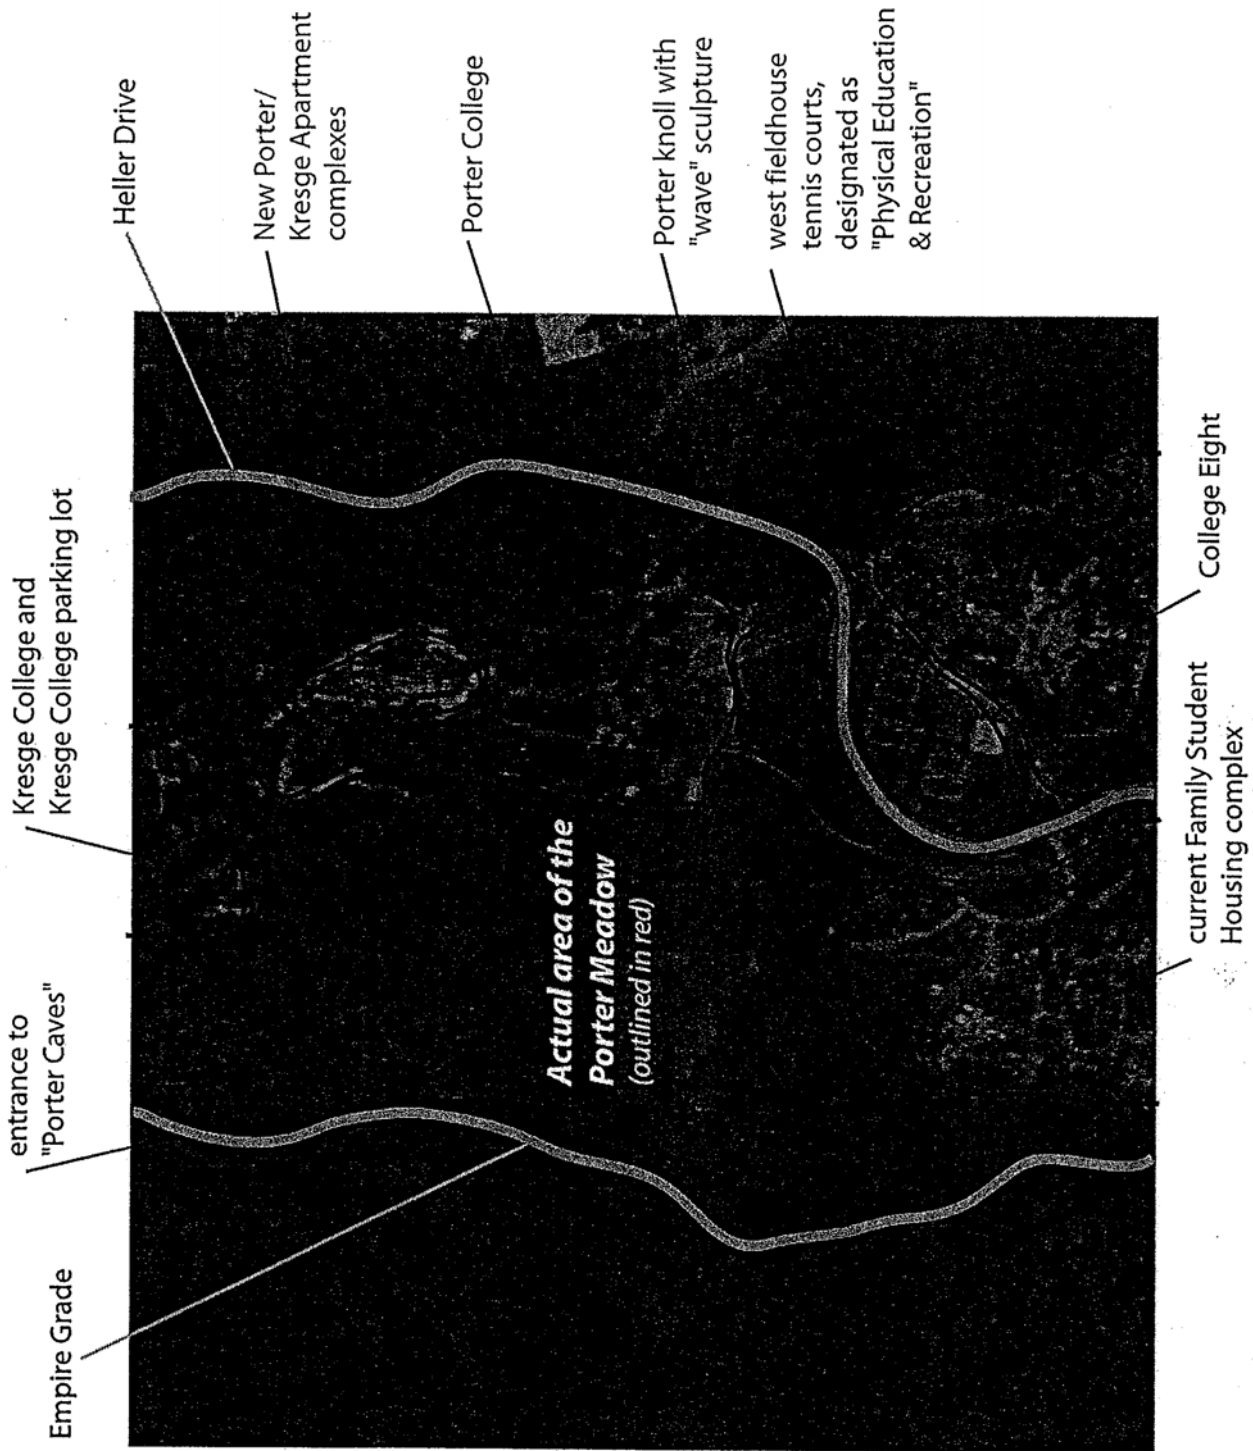 Empire Grade
entrance to
"Porter Caves"
Kresge College and
Kresge College parking lot
Heller Drive
New Porter/
Kresge Apartment
complexes
Porter College
Porter knoll with
"wave" sculpture
west fieldhouse
tennis courts,
designated as
"Physical Education
& Recreation"
Actual area of the
Porter Meadow
(outlined in red)
current Family Student
Housing complex
College Eight